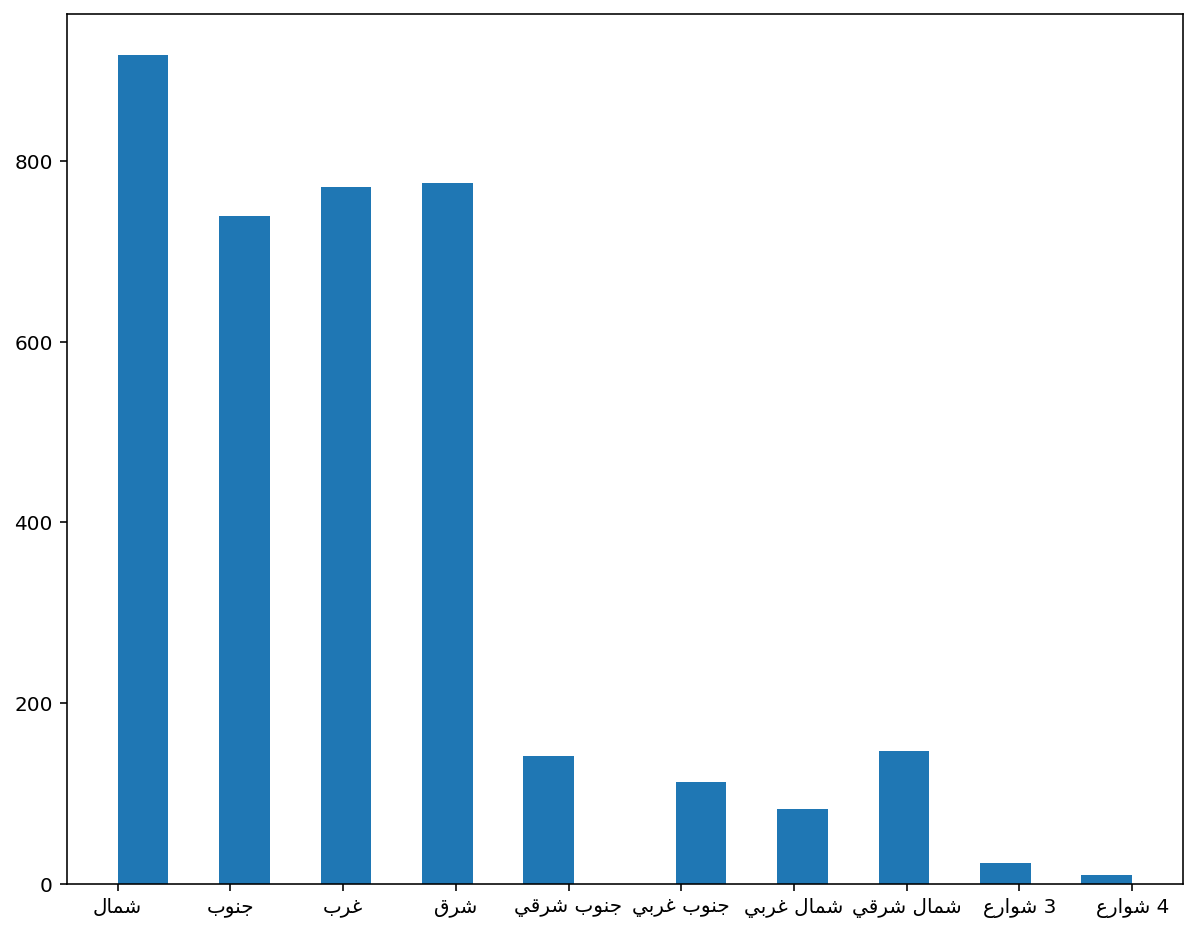 800
600
400
200
0
شمال
جنوب
غرب
شرق
جنوب شرقي
جنوب غربي
شمال غربي
شمال شرقي
3 شوارع
4 شوارع